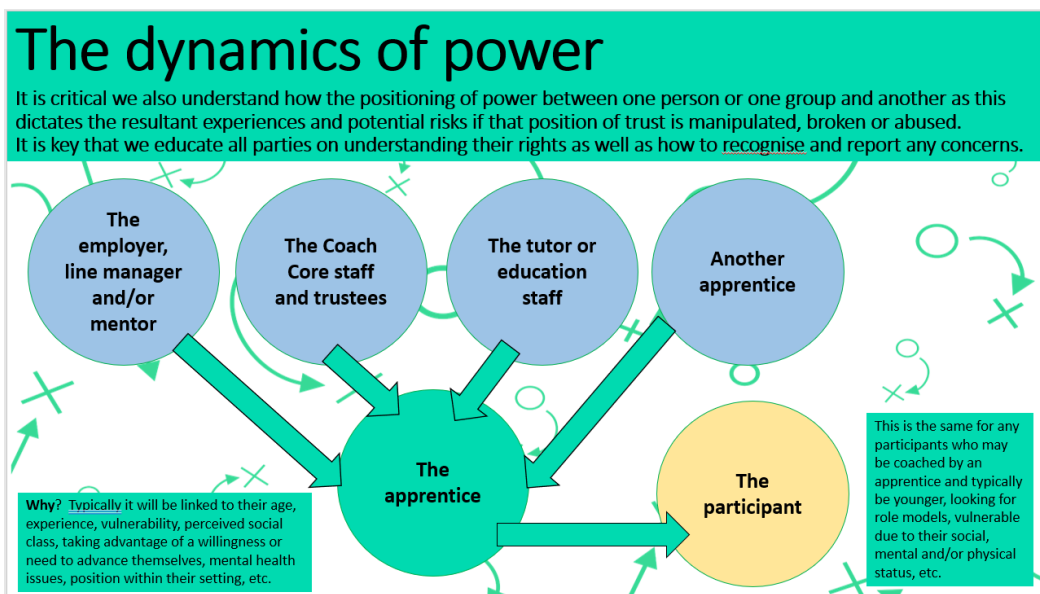 The dynamics of power
It is critical we also understand how the positioning of power between one person or one group and another as this
dictates the resultant experiences and potential risks if that position of trust is manipulated, broken or abused.
It is key that we educate all parties on understanding their rights as well as how to recognise and report any concerns.
The
employer,
line manager
and/or
mentor
The Coach
Core staff
and trustees
The tutor or
education
staff
Another
apprentice
The
apprentice
The
participant
This is the same for any
participants who may
be coached by an
apprentice and typically
be younger, looking for
role models, vulnerable
due to their social,
mental and/or physical
status, etc.
Why? Typically it will be linked to their age,
experience, vulnerability, perceived social
class, taking advantage of a willingness or
need to advance themselves, mental health
issues, position within their setting, etc.